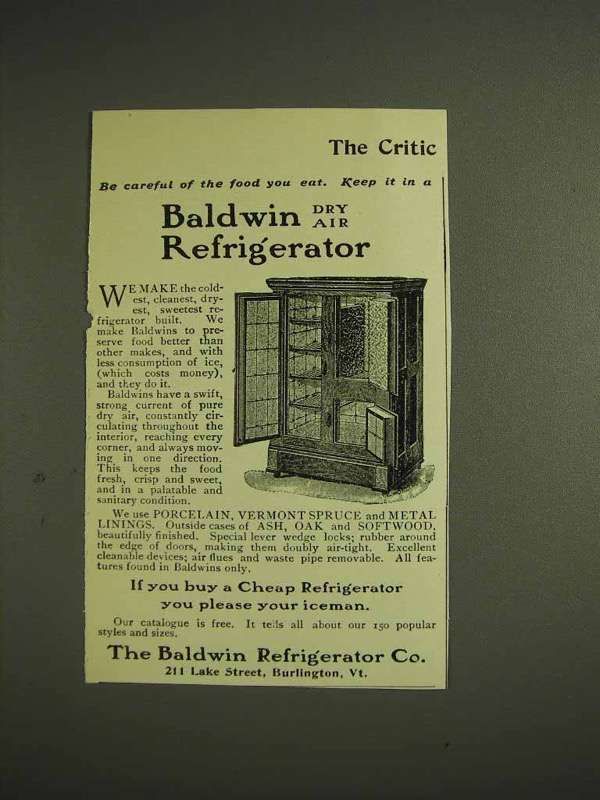 The Critic
Be careful of the food you eat. Keep it in a
Baldwin DRY AIR
Refrigerator
WE MAKE the cold-
est, cleanest, dry-
est, sweetest re-
frigerator built. We
make Baldwins to pre-
serve food better than
other makes, and with
less consumption of ice,
(which costs money),
and they do it.
Baldwins have a swift,
strong current of pure
dry air, constantly cir-
culating throughout the
interior, reaching every
corner, and always mov-
ing in one direction.
This keeps the food
fresh, crisp and sweet,
and in a palatable and
sanitary condition.
We use PORCELAIN, VERMONT SPRUCE and METAL
LININGS. Outside cases of ASH, OAK and SOFTWOOD,
beautifully finished. Special lever wedge locks; rubber around
the edge of doors, making them doubly air-tight. Excellent
cleanable devices; air flues and waste pipe removable. All fea-
tures found in Baldwins only.
If you buy a Cheap Refrigerator
you please your iceman.
Our catalogue is free. It tells all about our 150 popular
styles and sizes.
The Baldwin Refrigerator Co.
211 Lake Street, Burlington, Vt.